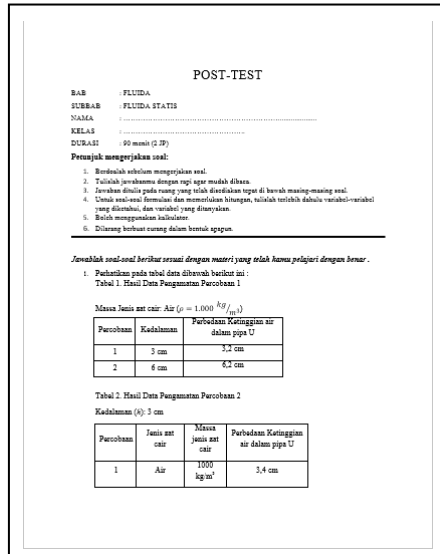 POST-TEST
BAB : FLUIDA
SUBBAB : FLUIDA STATIS
NAMA : ............................................................
KELAS : ............................................
DURASI : 90 menit (2 JP)
Petunjuk mengerjakan soal:
1. Berdoalah sebelum mengerjakan soal.
2. Tulislah jawabanmu dengan rapi agar mudah dibaca.
3. Jawaban ditulis pada ruang yang telah disediakan tepat di bawah masing-masing soal.
4. Untuk soal-soal formulasi dan memerlukan hitungan, tulislah terlebih dahulu variabel-variabel
yang diketahui, dan variabel yang ditanyakan.
5. Boleh menggunakan kalkulator.
6. Dilarang berbuat curang dalam bentuk apapun.
Jawablah soal-soal berikut sesuai dengan materi yang telah kamu pelajari dengan benar .
1. Perhatikan pada tabel data dibawah berikut ini :
Tabel 1. Hasil Data Pengamatan Percobaan 1
Massa Jenis zat cair: Air (ρ = 1.000 kg/m³)
Percobaan Kedalaman Perbedaan Ketinggian air
dalam pipa U
1 3 cm 3,2 cm
2 6 cm 6,2 cm
Tabel 2. Hasil Data Pengamatan Percobaan 2
Kedalaman (h): 3 cm
Percobaan Jenis zat cair Massa jenis zat cair Perbedaan Ketinggian air dalam pipa U
1 Air 1000 kg/m³ 3,4 cm